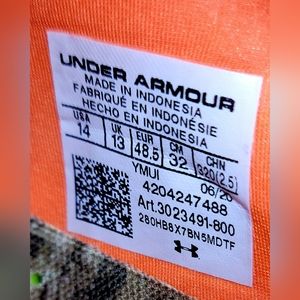 UNDER ARMOUR
MADE IN INDONESIA
FABRIQUÉ EN INDONÉSIE
HECHO EN INDONESIA
USA UK EUR CM CHN
14 13 48.5 32 320(2.5)
YMUI 06/20
4204247488
Art.3023491-800
280HB8X7BN5MDTF